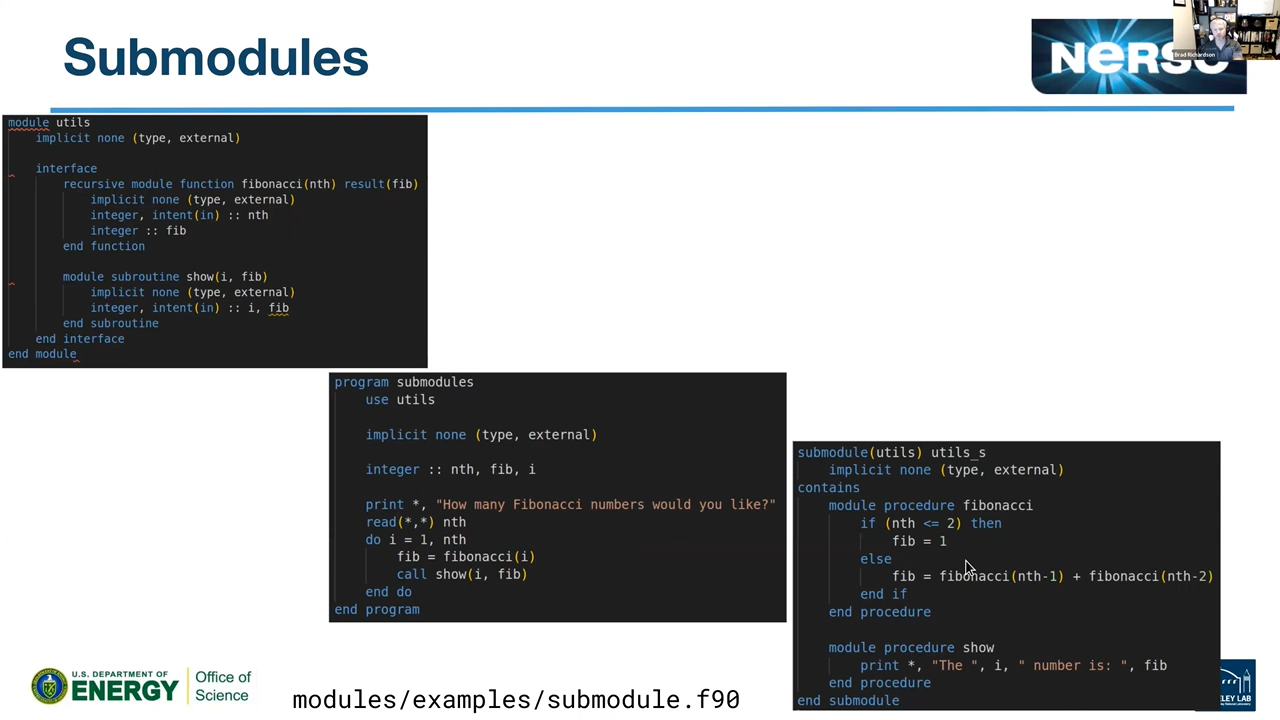 Submodules
NERSC
Brad Richardson
module utils
    implicit none (type, external)

    interface
        recursive module function fibonacci(nth) result(fib)
            implicit none (type, external)
            integer, intent(in) :: nth
            integer :: fib
        end function

        module subroutine show(i, fib)
            implicit none (type, external)
            integer, intent(in) :: i, fib
        end subroutine
    end interface
end module
program submodules
    use utils

    implicit none (type, external)

    integer :: nth, fib, i

    print *, "How many Fibonacci numbers would you like?"
    read(*,*) nth
    do i = 1, nth
        fib = fibonacci(i)
        call show(i, fib)
    end do
end program
submodule(utils) utils_s
    implicit none (type, external)
contains
    module procedure fibonacci
        if (nth <= 2) then
            fib = 1
        else
            fib = fibonacci(nth-1) + fibonacci(nth-2)
        end if
    end procedure

    module procedure show
        print *, "The ", i, " number is: ", fib
    end procedure
end submodule
U.S. DEPARTMENT OF
ENERGY
Office of
Science
modules/examples/submodule.f90
LEY LAB